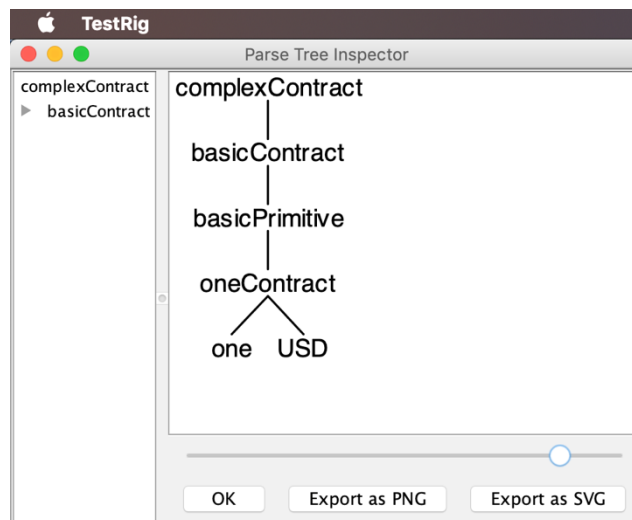 TestRig
Parse Tree Inspector
complexContract
basicContract
complexContract
basicContract
basicPrimitive
oneContract
one USD
OK Export as PNG Export as SVG